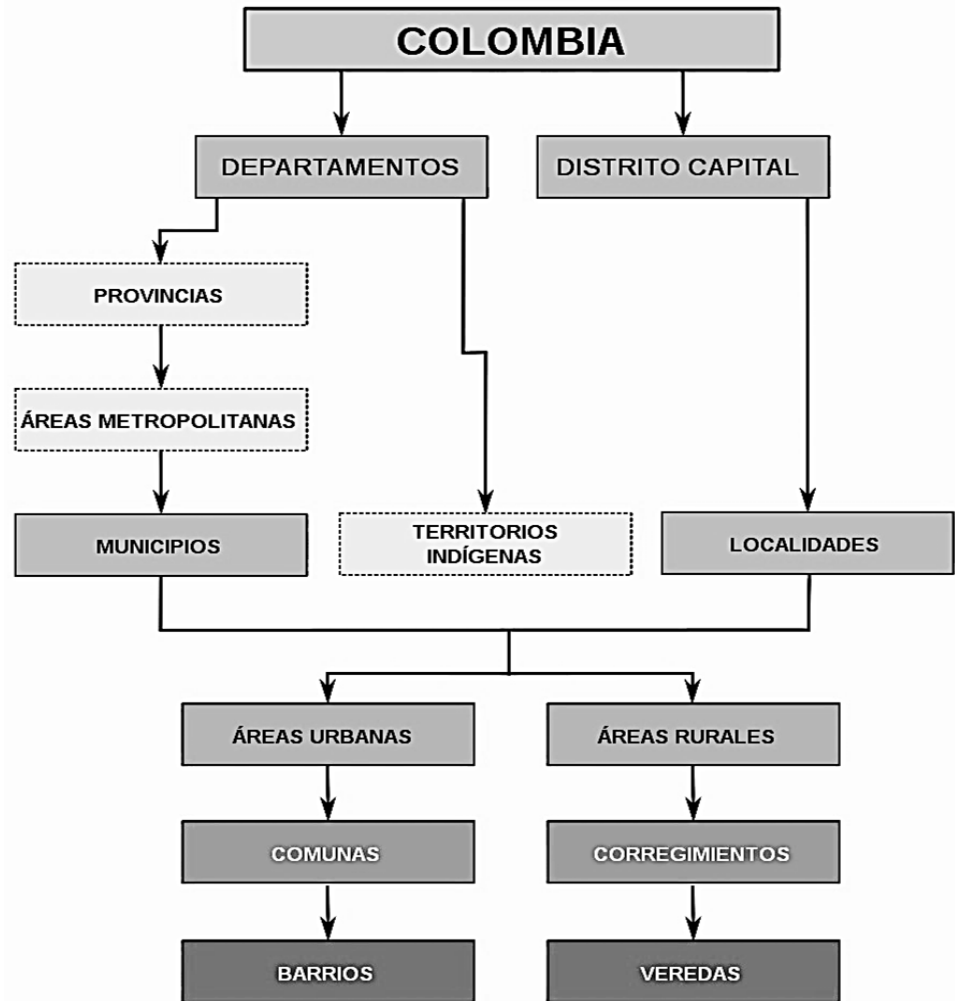 COLOMBIA
DEPARTAMENTOS
DISTRITO CAPITAL
PROVINCIAS
ÁREAS METROPOLITANAS
MUNICIPIOS
TERRITORIOS
INDÍGENAS
LOCALIDADES
ÁREAS URBANAS
ÁREAS RURALES
COMUNAS
CORREGIMIENTOS
BARRIOS
VEREDAS